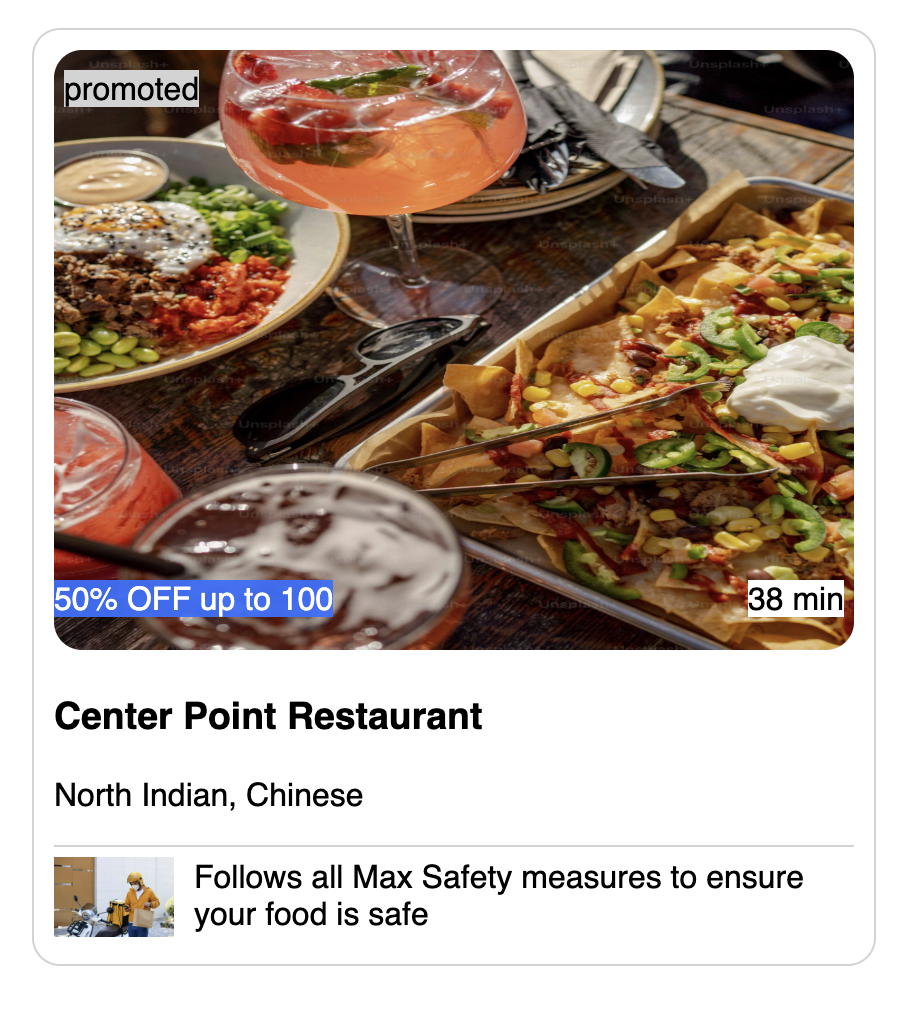 promoted
50% OFF up to 100
38 min
Center Point Restaurant
North Indian, Chinese
Follows all Max Safety measures to ensure
your food is safe
Unsplash+